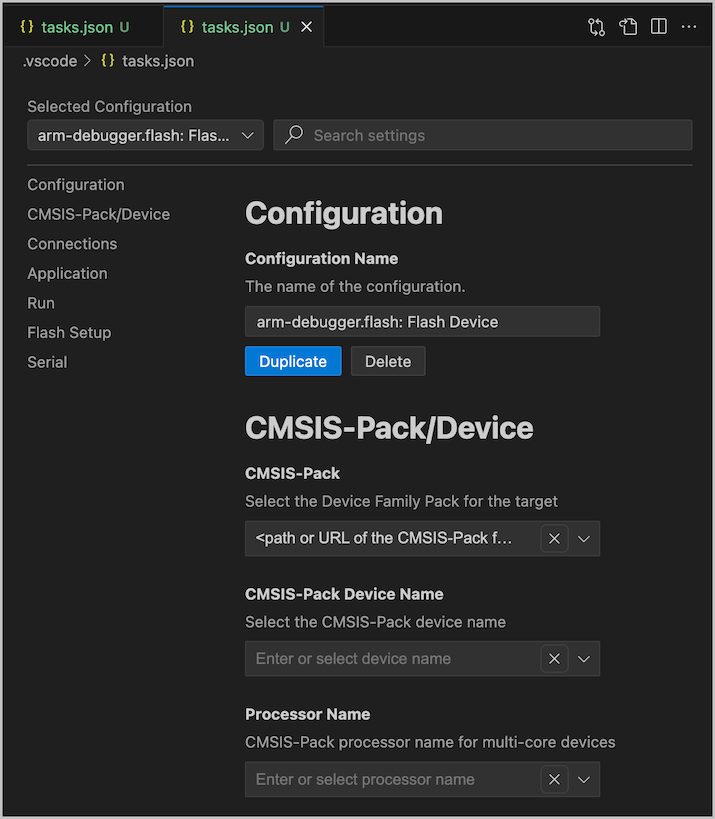 {} tasks.json U {} tasks.json U
.vscode > {} tasks.json
Selected Configuration
arm-debugger.flash: Flas... Search settings
Configuration
CMSIS-Pack/Device
Connections
Application
Run
Flash Setup
Serial
Configuration
Configuration Name
The name of the configuration.
arm-debugger.flash: Flash Device
Duplicate Delete
CMSIS-Pack/Device
CMSIS-Pack
Select the Device Family Pack for the target
<path or URL of the CMSIS-Pack f...
CMSIS-Pack Device Name
Select the CMSIS-Pack device name
Enter or select device name
Processor Name
CMSIS-Pack processor name for multi-core devices
Enter or select processor name